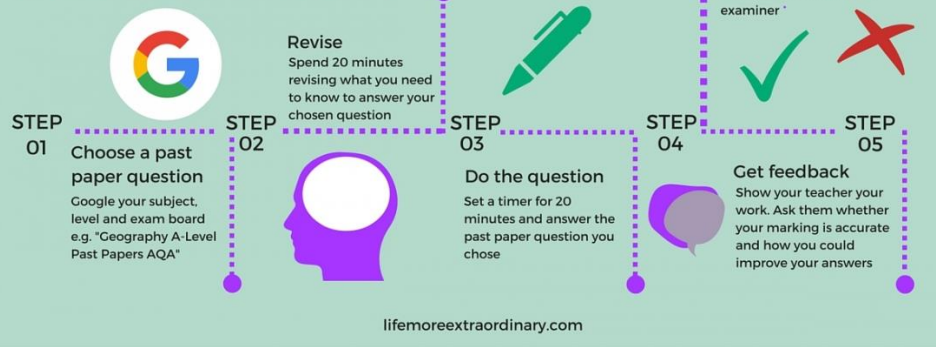 examiner
Revise
Spend 20 minutes
revising what you need
to know to answer your
chosen question
STEP
01
STEP
02
STEP
03
STEP
04
STEP
05
Choose a past
paper question
Google your subject,
level and exam board
e.g. "Geography A-Level
Past Papers AQA"
Do the question
Set a timer for 20
minutes and answer the
past paper question you
chose
Get feedback
Show your teacher your
work. Ask them whether
your marking is accurate
and how you could
improve your answers
lifemoreextraordinary.com